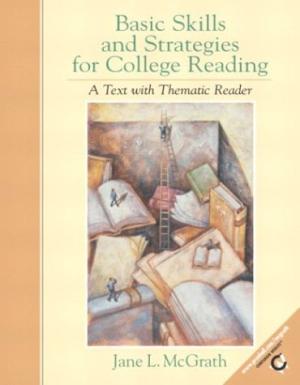 Basic Skills
and Strategies
for College Reading
A Text with Thematic Reader
Jane L. McGrath